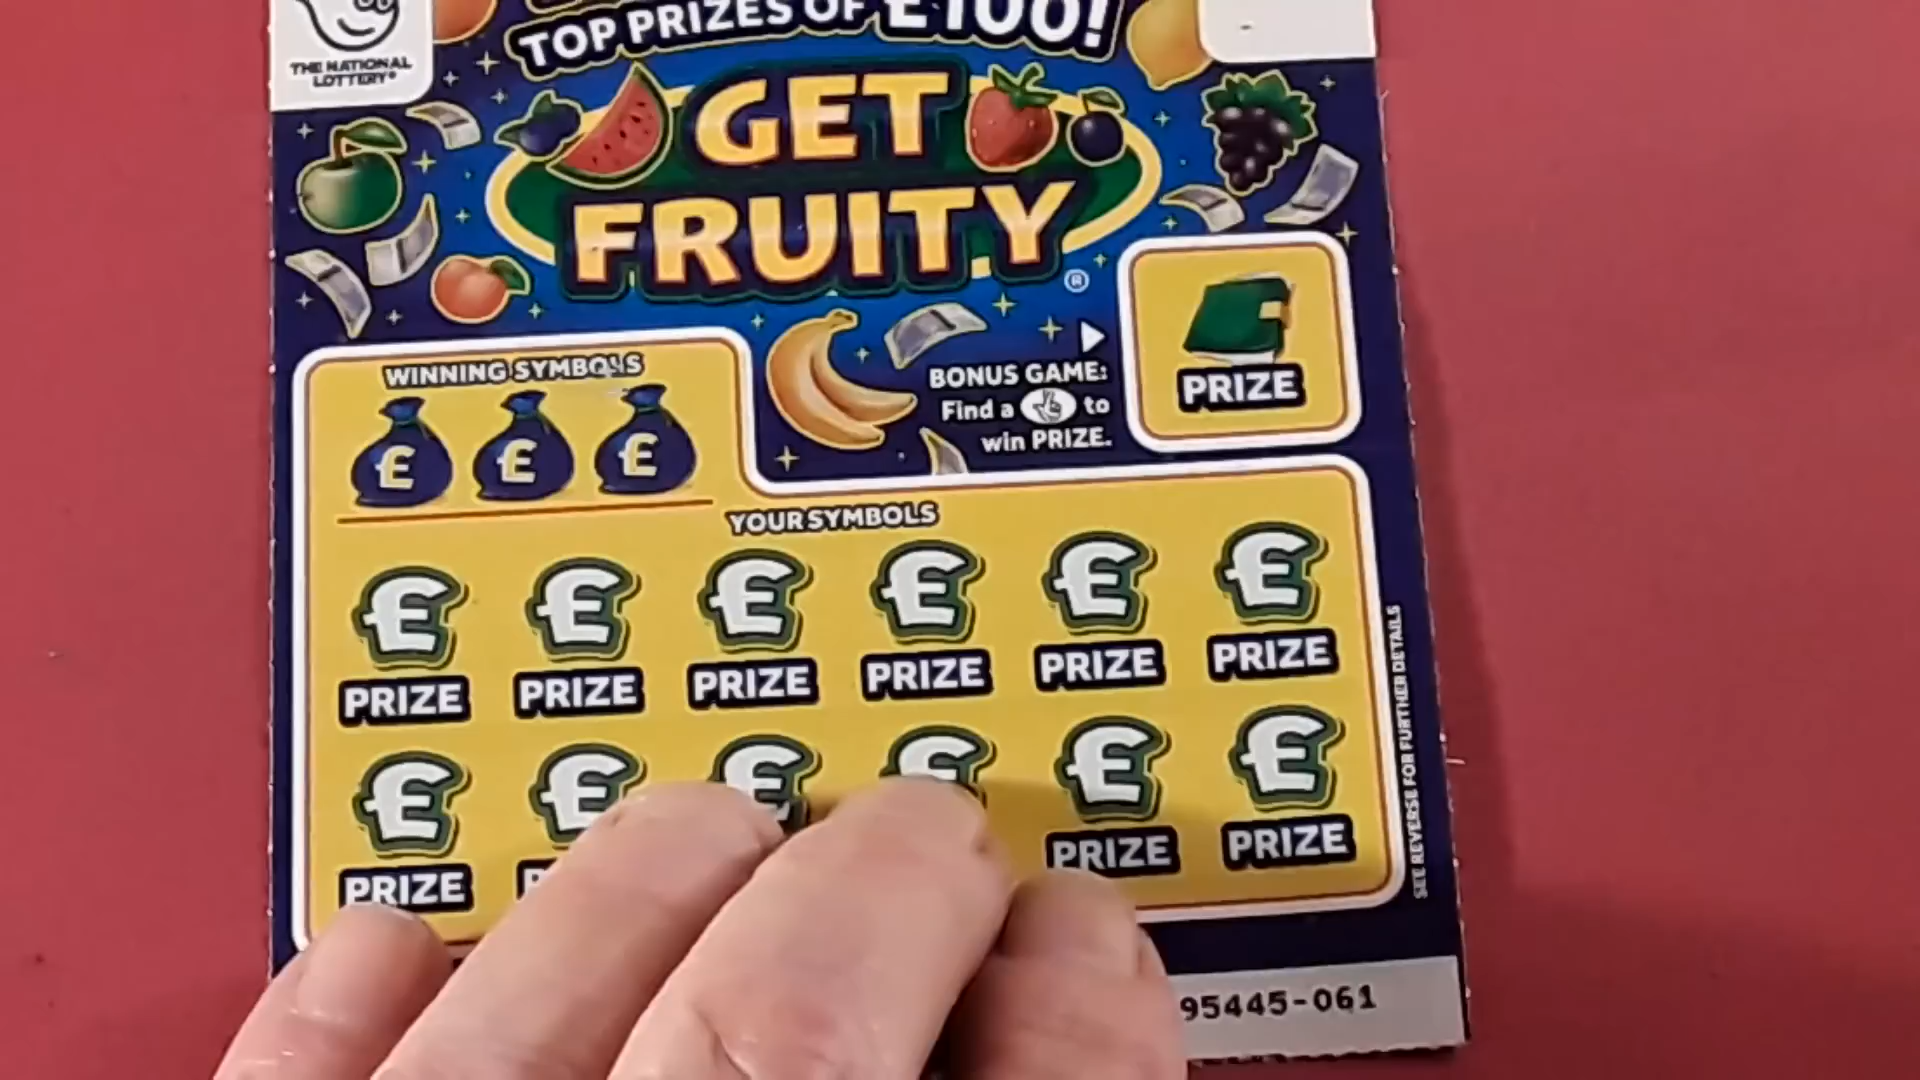 TOP PRIZES OF £100!
THE NATIONAL
LOTTERY®
GET
FRUITY
®
PRIZE
WINNING SYMBOLS
£ £ £
BONUS GAME:
Find a to
win PRIZE.
YOUR SYMBOLS
£ £ £ £ £ £
PRIZE PRIZE PRIZE PRIZE PRIZE PRIZE
£ £ £ £ £ £
PRIZE PRIZE PRIZE
SEE REVERSE FOR FURTHER DETAILS
95445-061